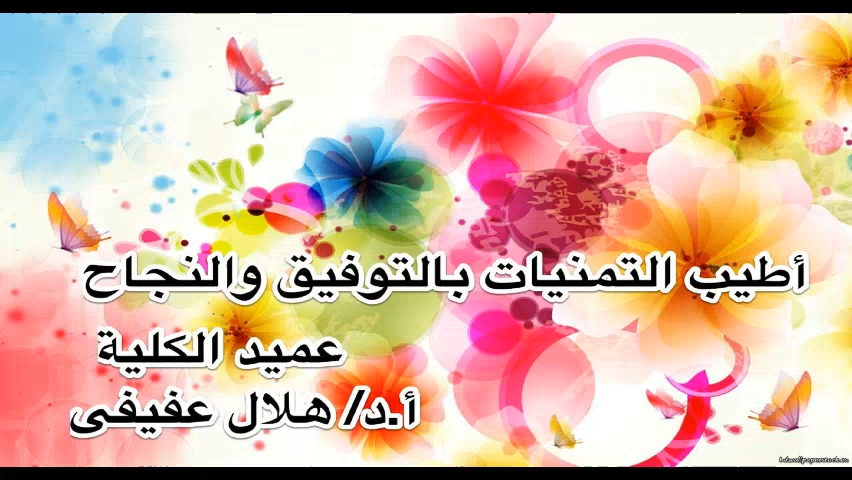 أطيب التمنيات بالتوفيق والنجاح
عميد الكلية
أ.د/ هلال عفيفى